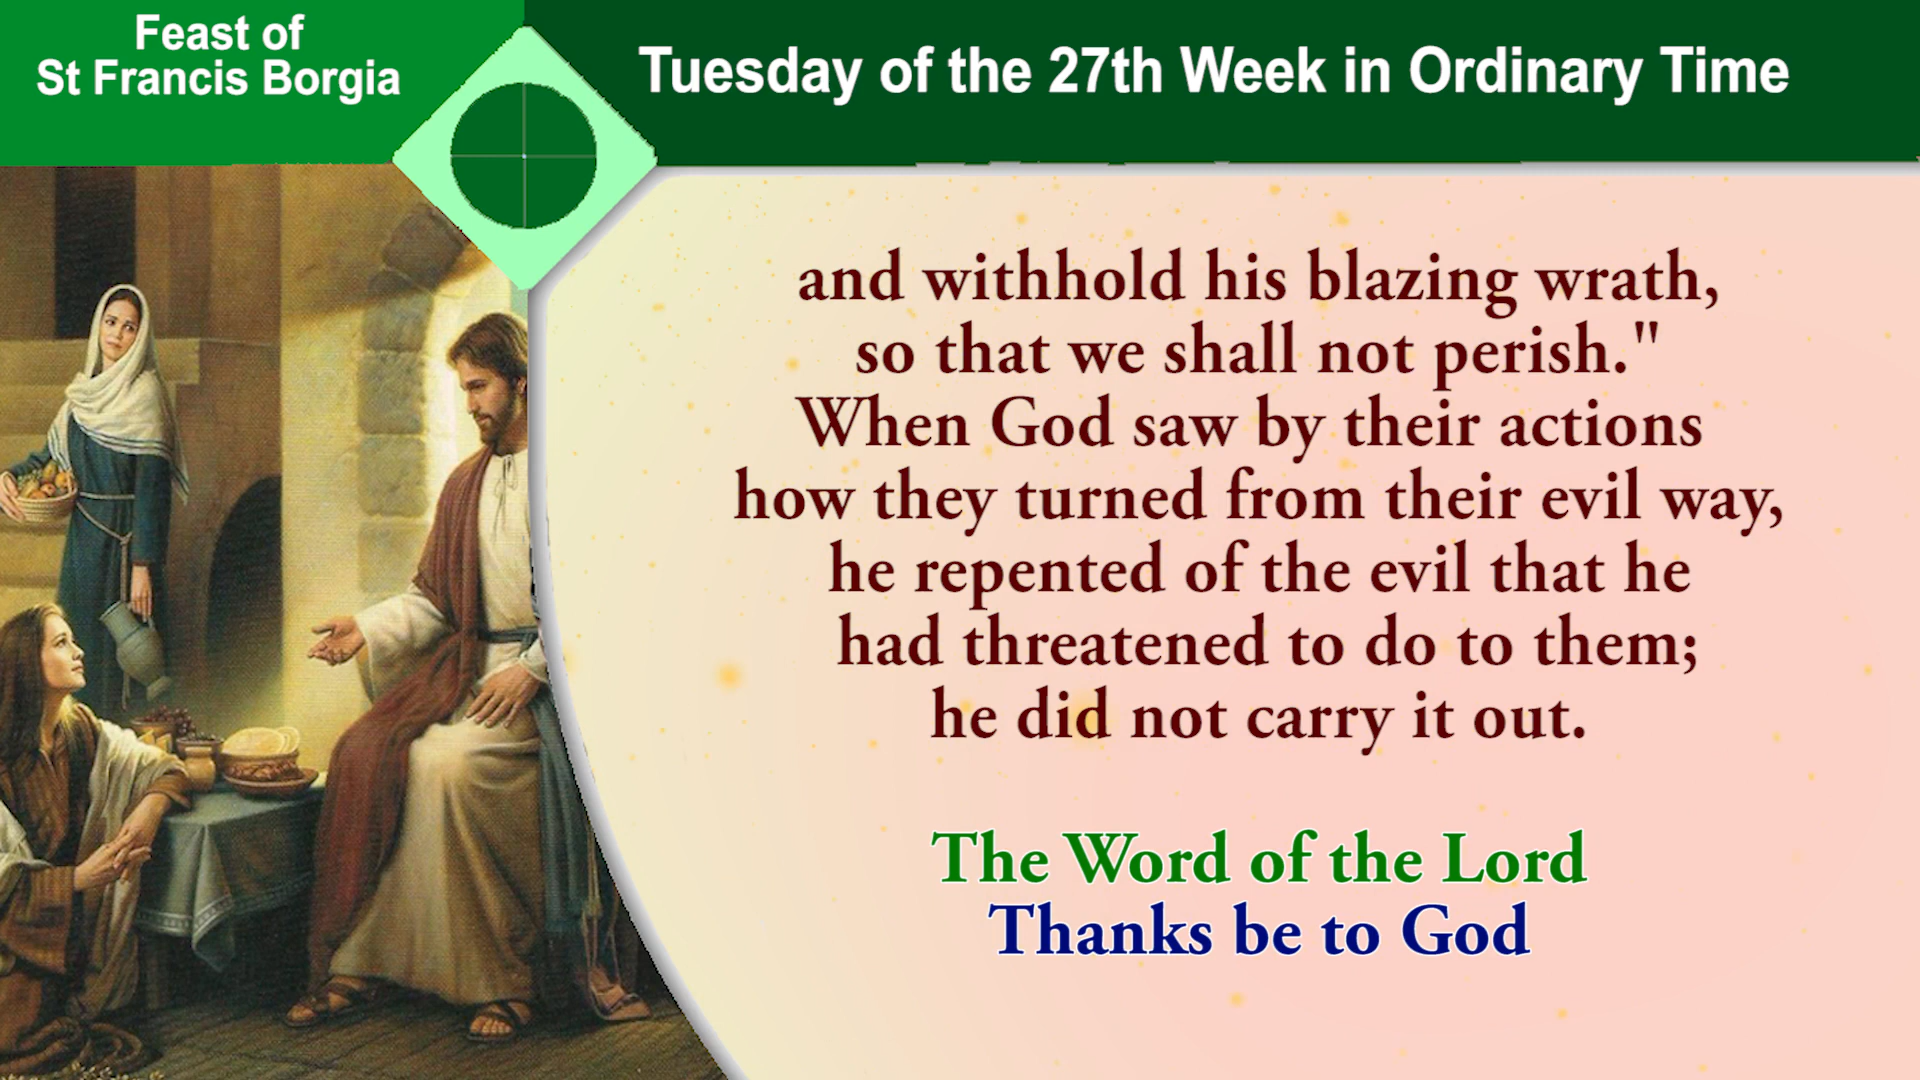 Feast of
St Francis Borgia
Tuesday of the 27th Week in Ordinary Time
and withhold his blazing wrath,
so that we shall not perish."
When God saw by their actions
how they turned from their evil way,
he repented of the evil that he
had threatened to do to them;
he did not carry it out.
The Word of the Lord
Thanks be to God